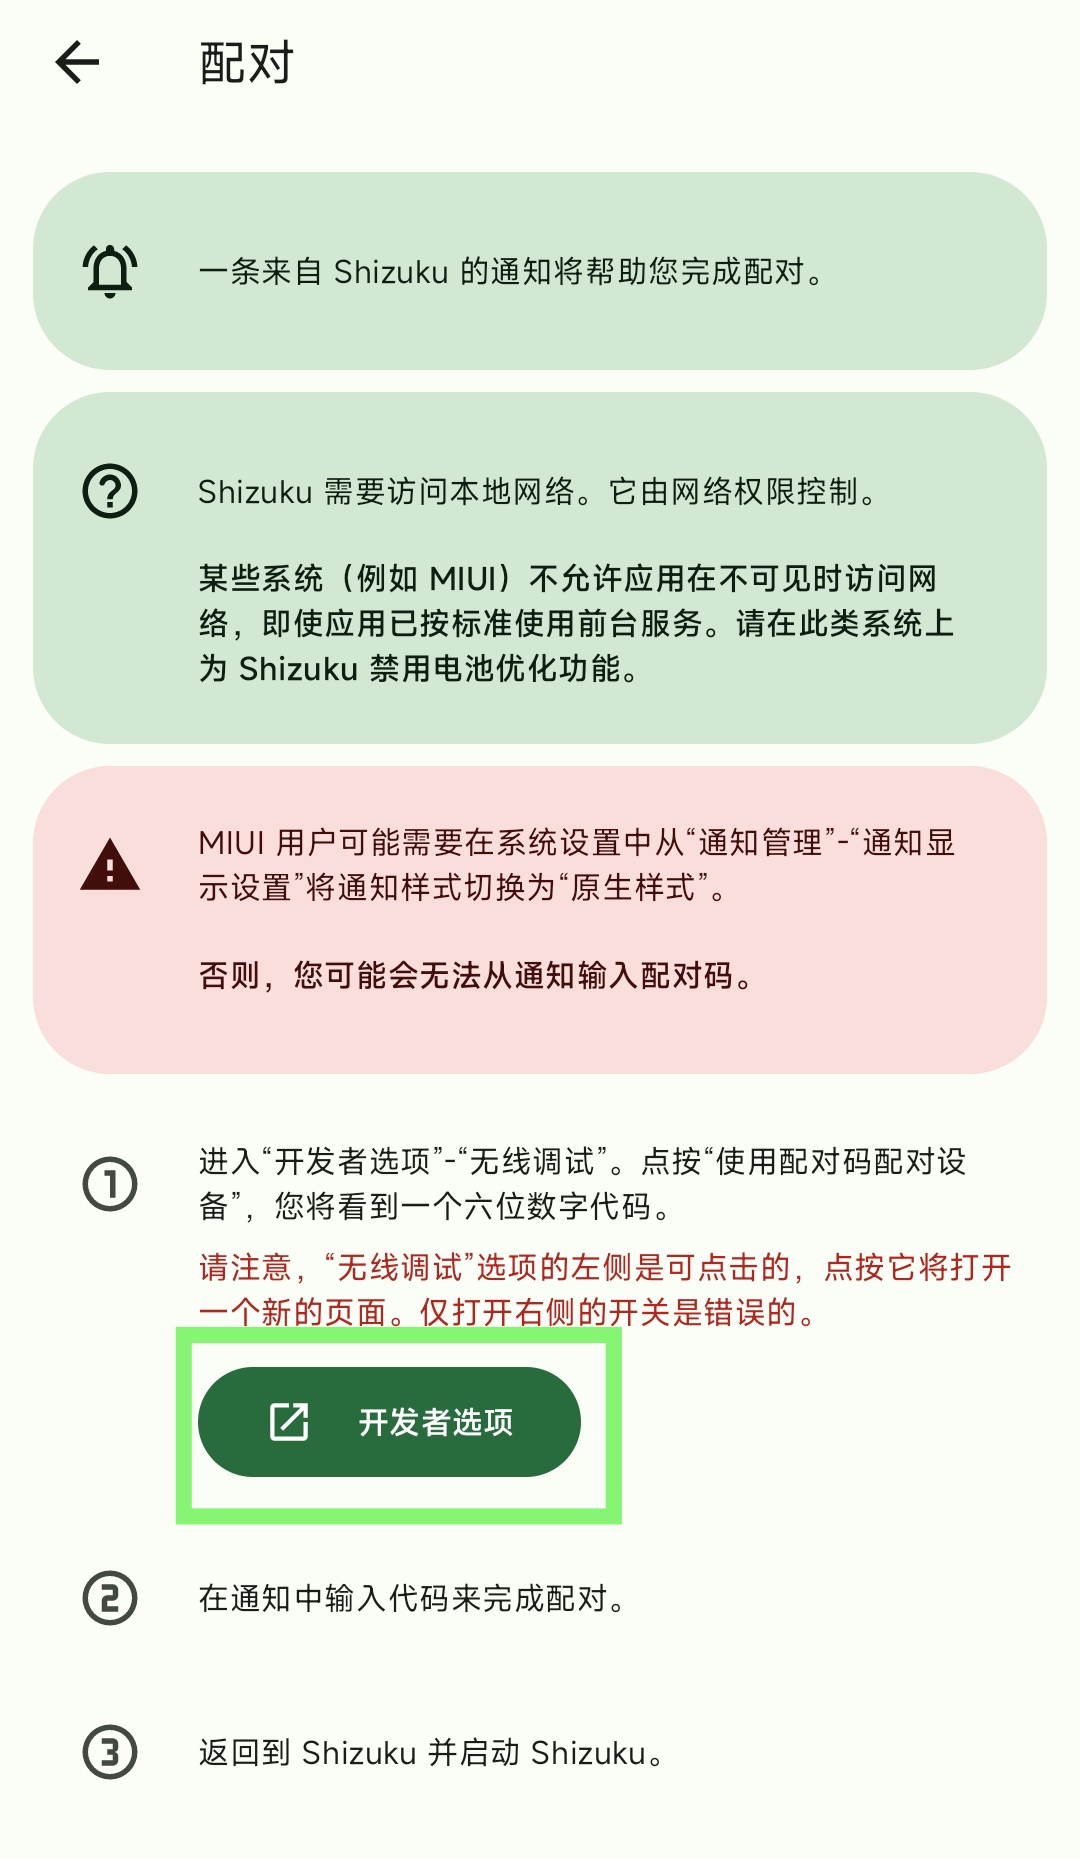 配对
一条来自 Shizuku 的通知将帮助您完成配对。
Shizuku 需要访问本地网络。它由网络权限控制。
某些系统（例如 MIUI）不允许应用在不可见时访问网
络，即使应用已按标准使用前台服务。请在此类系统上
为 Shizuku 禁用电池优化功能。
MIUI 用户可能需要在系统设置中从“通知管理”-“通知显
示设置”将通知样式切换为“原生样式”。
否则，您可能会无法从通知输入配对码。
1
进入“开发者选项”-“无线调试”。点按“使用配对码配对设
备”，您将看到一个六位数字代码。
请注意，“无线调试”选项的左侧是可点击的，点按它将打开
一个新的页面。仅打开右侧的开关是错误的。
开发者选项
2
在通知中输入代码来完成配对。
3
返回到 Shizuku 并启动 Shizuku。